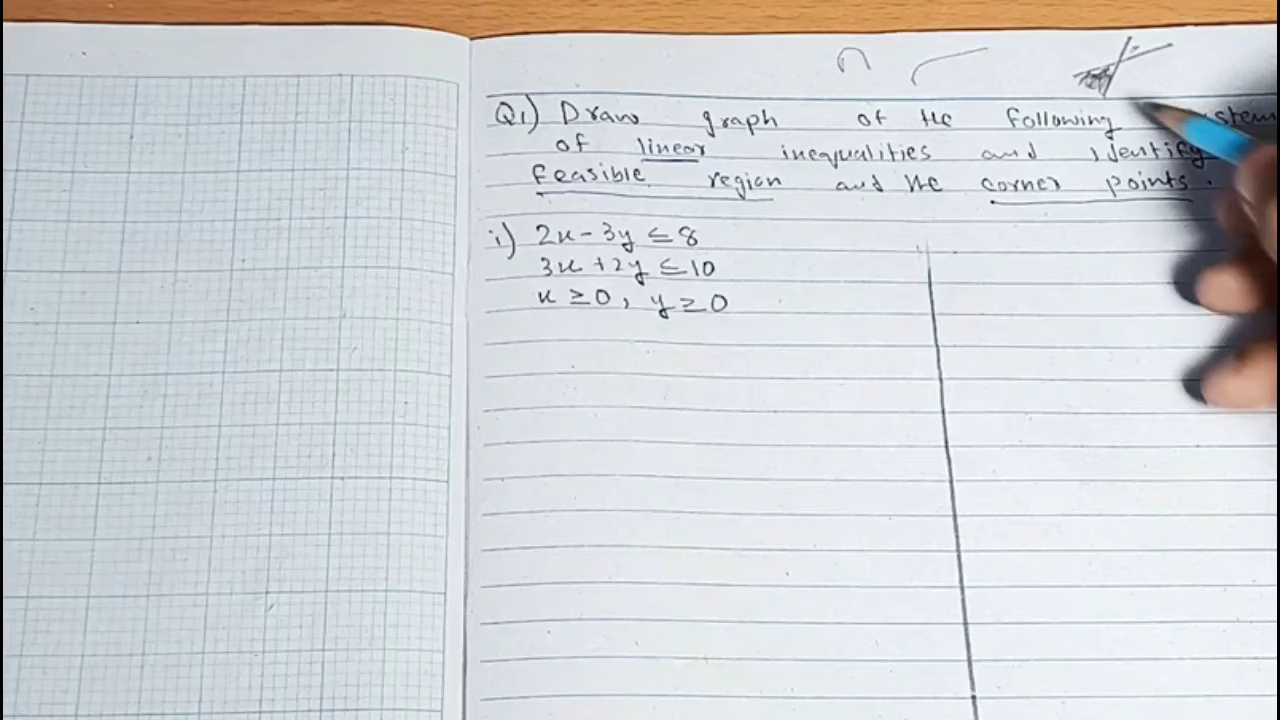 Q1) Draw graph of the following system
of linear inequalities and identify
feasible region and the corner points.
i) 2x - 3y ≤ 8
3x + 2y ≤ 10
x ≥ 0, y ≥ 0